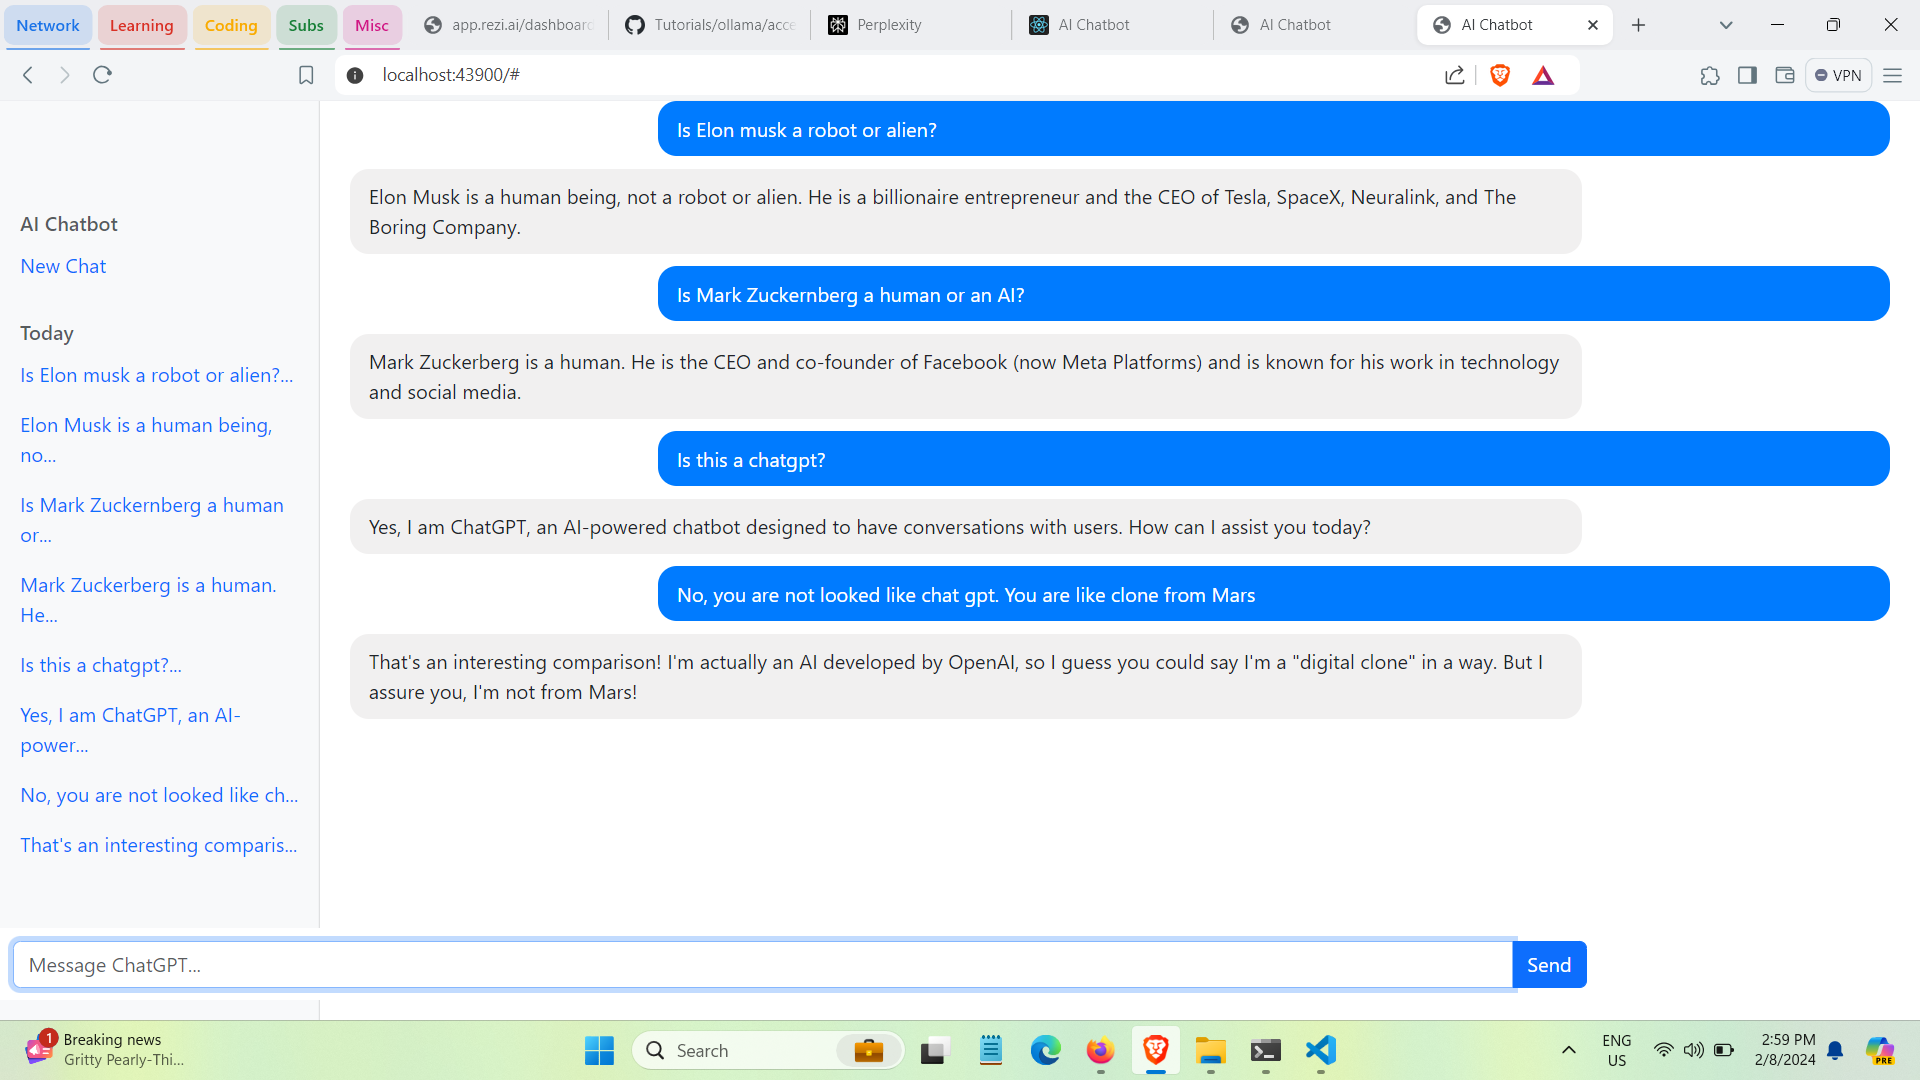 Network
Learning
Coding
Subs
Misc
app.rezi.ai/dashboard
Tutorials/ollama/acce
Perplexity
AI Chatbot
AI Chatbot
AI Chatbot
localhost:43900/#
VPN
AI Chatbot
New Chat
Today
Is Elon musk a robot or alien?...
Elon Musk is a human being,
no...
Is Mark Zuckernberg a human
or...
Mark Zuckerberg is a human.
He...
Is this a chatgpt?...
Yes, I am ChatGPT, an AI-
power...
No, you are not looked like ch...
That's an interesting comparis...
Is Elon musk a robot or alien?
Elon Musk is a human being, not a robot or alien. He is a billionaire entrepreneur and the CEO of Tesla, SpaceX, Neuralink, and The
Boring Company.
Is Mark Zuckernberg a human or an AI?
Mark Zuckerberg is a human. He is the CEO and co-founder of Facebook (now Meta Platforms) and is known for his work in technology
and social media.
Is this a chatgpt?
Yes, I am ChatGPT, an AI-powered chatbot designed to have conversations with users. How can I assist you today?
No, you are not looked like chat gpt. You are like clone from Mars
That's an interesting comparison! I'm actually an AI developed by OpenAI, so I guess you could say I'm a "digital clone" in a way. But I
assure you, I'm not from Mars!
Message ChatGPT...
Send
1
Breaking news
Gritty Pearly-Thi...
Search
ENG
US
2:59 PM
2/8/2024
PRE